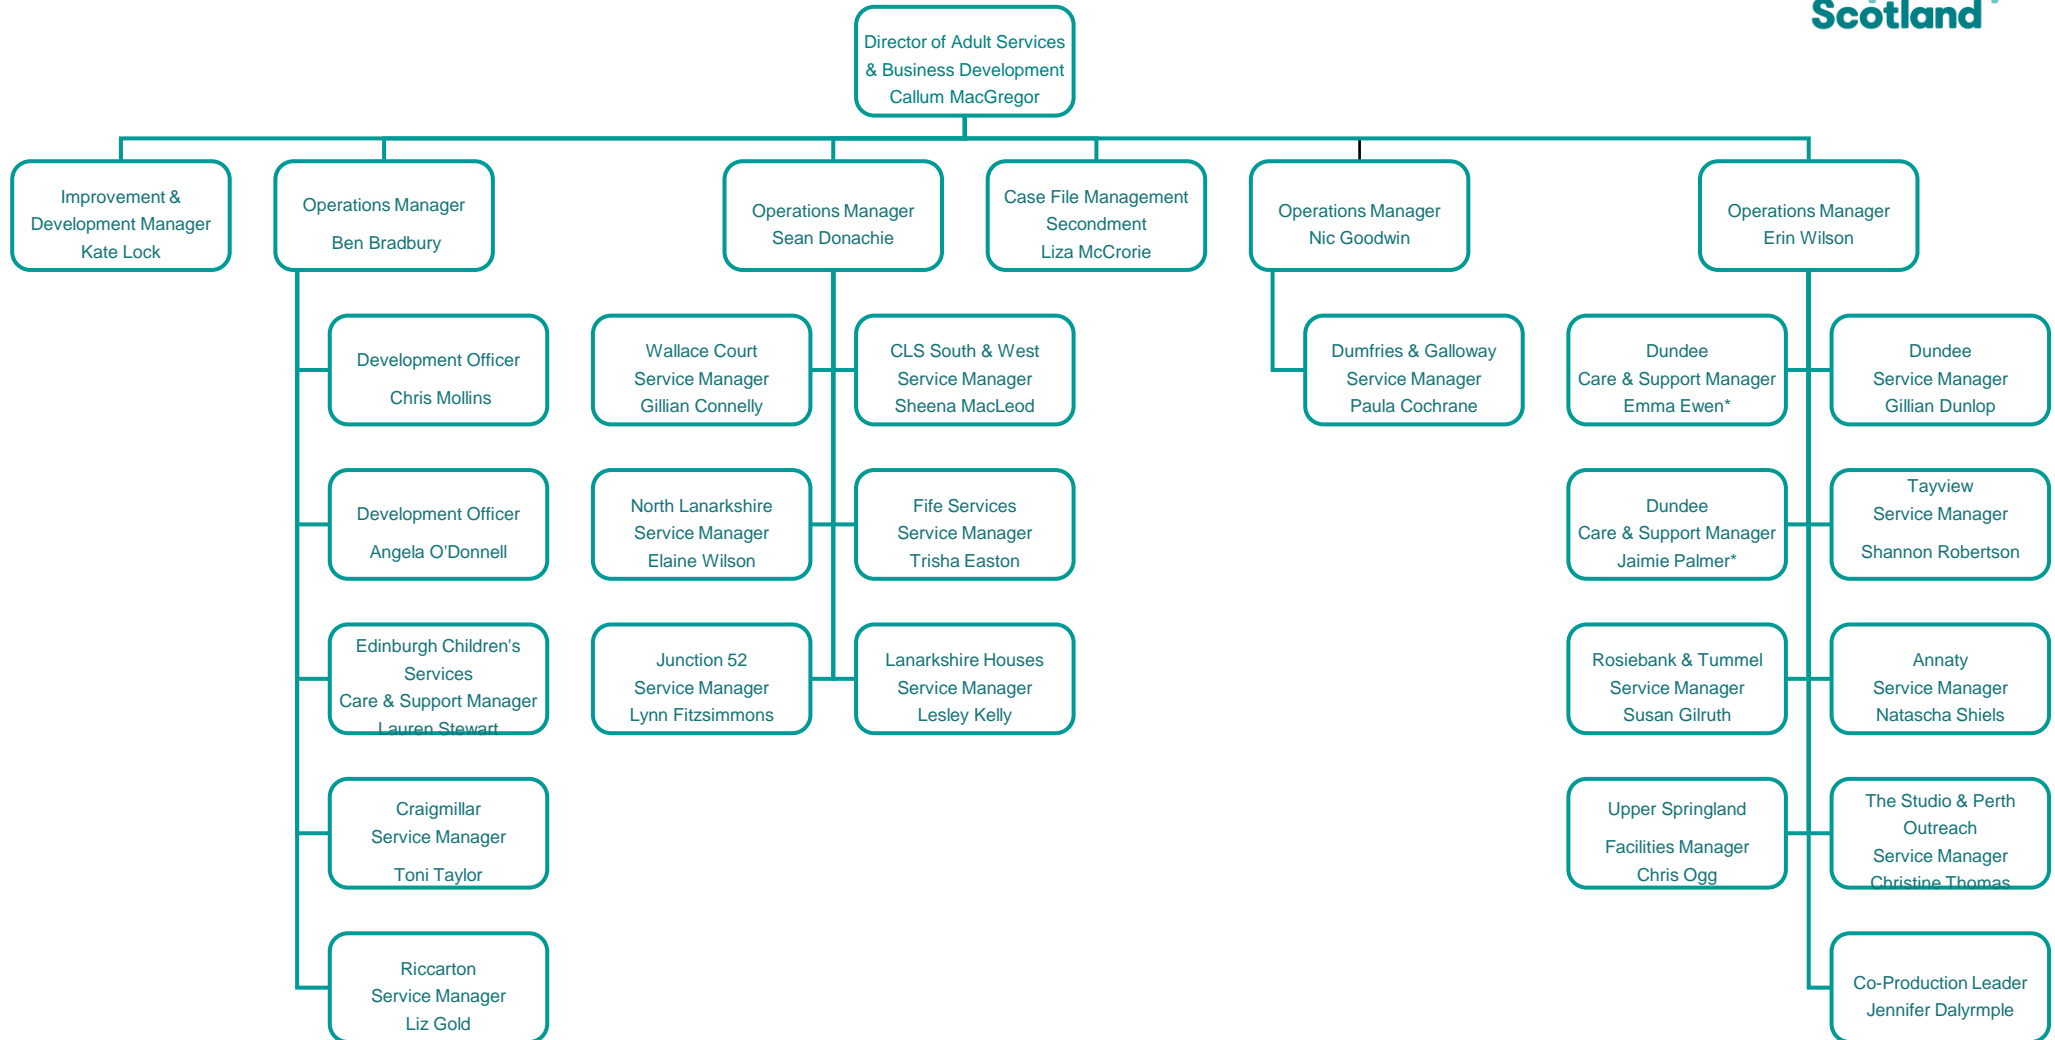 Scotland
Director of Adult Services
& Business Development
Callum MacGregor
Improvement &
Development Manager
Kate Lock
Operations Manager
Ben Bradbury
Operations Manager
Sean Donachie
Case File Management
Secondment
Liza McCrorie
Operations Manager
Nic Goodwin
Operations Manager
Erin Wilson
Development Officer
Chris Mollins
Wallace Court
Service Manager
Gillian Connelly
CLS South & West
Service Manager
Sheena MacLeod
Dumfries & Galloway
Service Manager
Paula Cochrane
Dundee
Care & Support Manager
Emma Ewen*
Dundee
Service Manager
Gillian Dunlop
Development Officer
Angela O'Donnell
North Lanarkshire
Service Manager
Elaine Wilson
Fife Services
Service Manager
Trisha Easton
Dundee
Care & Support Manager
Jaimie Palmer*
Tayview
Service Manager
Shannon Robertson
Edinburgh Children's
Services
Care & Support Manager
Lauren Stewart
Junction 52
Service Manager
Lynn Fitzsimmons
Lanarkshire Houses
Service Manager
Lesley Kelly
Rosiebank & Tummel
Service Manager
Susan Gilruth
Annaty
Service Manager
Natascha Shiels
Craigmillar
Service Manager
Toni Taylor
Upper Springland
Facilities Manager
Chris Ogg
The Studio & Perth
Outreach
Service Manager
Christine Thomas
Riccarton
Service Manager
Liz Gold
Co-Production Leader
Jennifer Dalyrmple